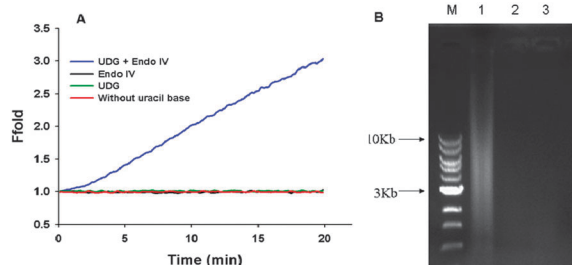 A
Ffold
3.5
3.0
2.5
2.0
1.5
1.0
0.5
UDG + Endo IV
Endo IV
UDG
Without uracil base
0 5 10 15 20
Time (min)
B
M 1 2 3
10Kb
3Kb